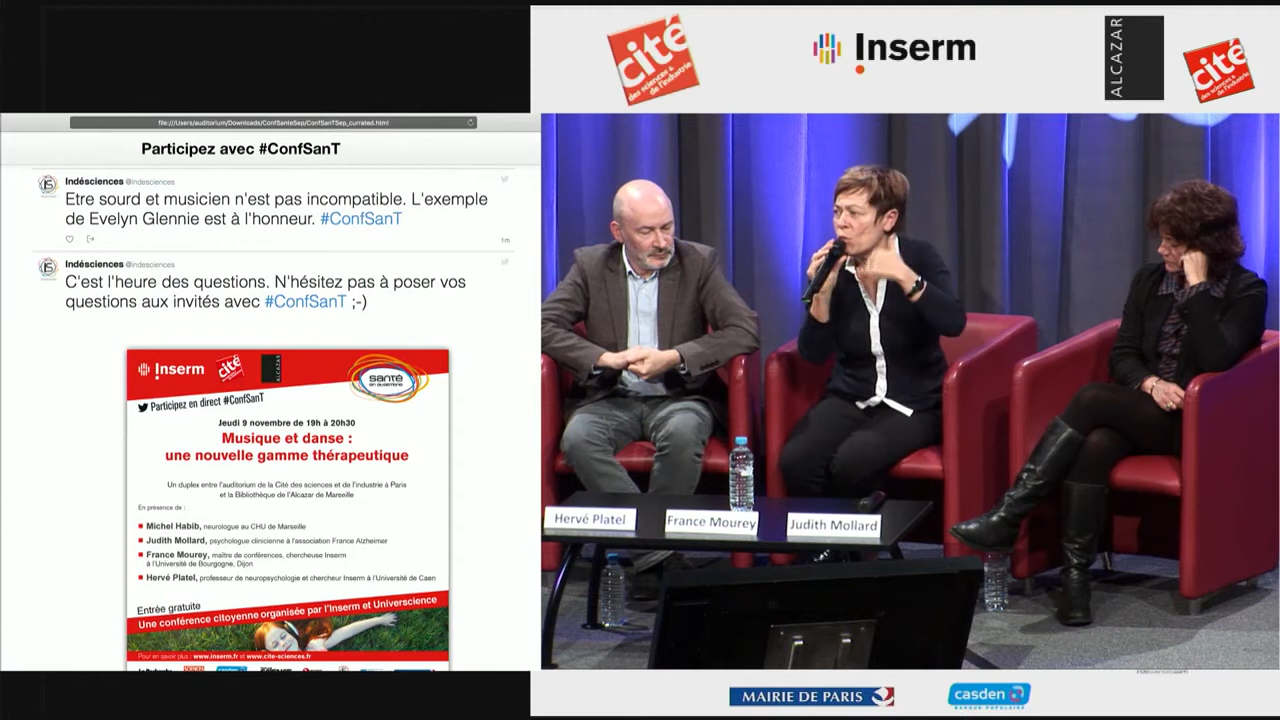 cité
des sciences &
de l'industrie
Inserm
ALCAZAR
cité
des sciences &
de l'industrie
file:///Users/auditorium/Downloads/ConfSanteSep/ConfSanTSep_currated.html
Participez avec #ConfSanT
Indésciences @indesciences
Etre sourd et musicien n'est pas incompatible. L'exemple
de Evelyn Glennie est à l'honneur. #ConfSanT
1m
Indésciences @indesciences
C'est l'heure des questions. N'hésitez pas à poser vos
questions aux invités avec #ConfSanT ;-)
Inserm
cité
ALCAZAR
santé
Participez en direct #ConfSanT
Jeudi 9 novembre de 19h à 20h30
Musique et danse :
une nouvelle gamme thérapeutique
Un duplex entre l'auditorium de la Cité des sciences et de l'industrie à Paris
et la Bibliothèque de l'Alcazar de Marseille
En présence de :
Michel Habib, neurologue au CHU de Marseille
Judith Mollard, psychologue clinicienne à l'association France Alzheimer
France Mourey, maître de conférences, chercheuse Inserm
à l'Université de Bourgogne, Dijon
Hervé Platel, professeur de neuropsychologie et chercheur Inserm à l'Université de Caen
Entrée gratuite
Une conférence citoyenne organisée par l'Inserm et Universcience
Pour en savoir plus : www.inserm.fr et www.cite-sciences.fr
Hervé Platel
France Mourey
Judith Mollard
MAIRIE DE PARIS
casden
BANQUE POPULAIRE